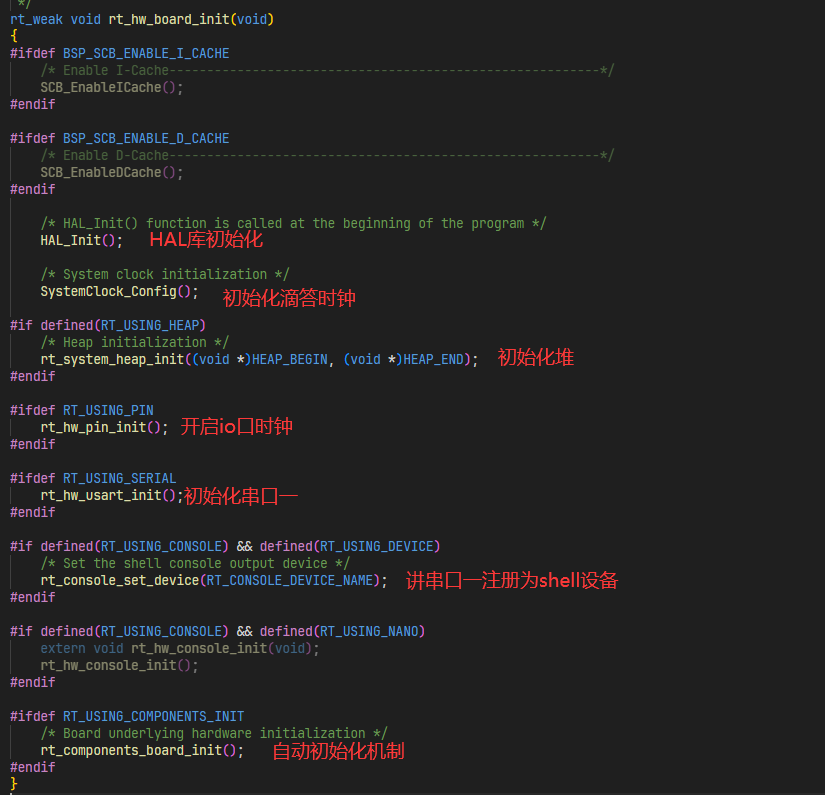 */
rt_weak void rt_hw_board_init(void)
{
#ifdef BSP_SCB_ENABLE_I_CACHE
    /* Enable I-Cache---------------------------------------------------------*/
    SCB_EnableICache();
#endif

#ifdef BSP_SCB_ENABLE_D_CACHE
    /* Enable D-Cache---------------------------------------------------------*/
    SCB_EnableDCache();
#endif

    /* HAL_Init() function is called at the beginning of the program */
    HAL_Init(); HAL库初始化

    /* System clock initialization */
    SystemClock_Config(); 初始化滴答时钟

#if defined(RT_USING_HEAP)
    /* Heap initialization */
    rt_system_heap_init((void *)HEAP_BEGIN, (void *)HEAP_END); 初始化堆
#endif

#ifdef RT_USING_PIN
    rt_hw_pin_init(); 开启io口时钟
#endif

#ifdef RT_USING_SERIAL
    rt_hw_usart_init();初始化串口一
#endif

#if defined(RT_USING_CONSOLE) && defined(RT_USING_DEVICE)
    /* Set the shell console output device */
    rt_console_set_device(RT_CONSOLE_DEVICE_NAME); 讲串口一注册为shell设备
#endif

#if defined(RT_USING_CONSOLE) && defined(RT_USING_NANO)
    extern void rt_hw_console_init(void);
    rt_hw_console_init();
#endif

#ifdef RT_USING_COMPONENTS_INIT
    /* Board underlying hardware initialization */
    rt_components_board_init(); 自动初始化机制
#endif
}